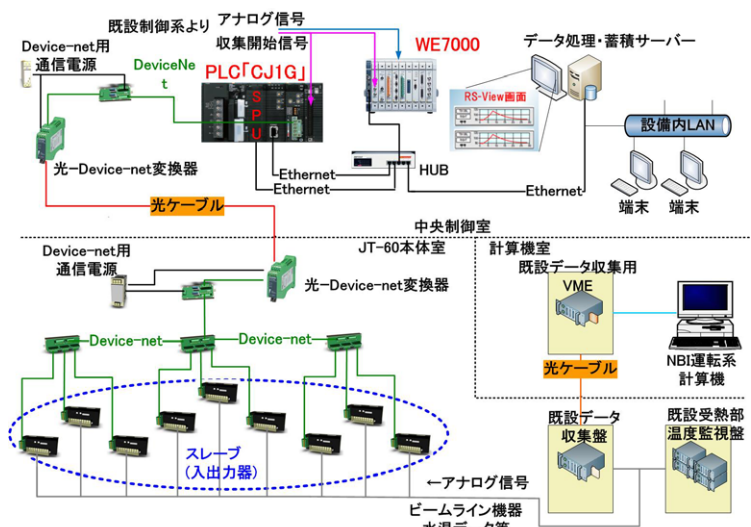 既設制御系より
アナログ信号
収集開始信号
WE7000
データ処理・蓄積サーバー
Device-net用
通信電源
DeviceNe
t
PLC「CJ1G」
S
P
U
RS-View画面
設備内LAN
光-Device-net変換器
Ethernet
Ethernet
HUB
Ethernet
端末
端末
光ケーブル
中央制御室
JT-60本体室
計算機室
Device-net用
通信電源
光-Device-net変換器
既設データ収集用
VME
Device-net
Device-net
光ケーブル
NBI運転系
計算機
スレーブ
(入出力器)
既設データ
収集盤
既設受熱部
温度監視盤
←アナログ信号
ビームライン機器
水温データ等